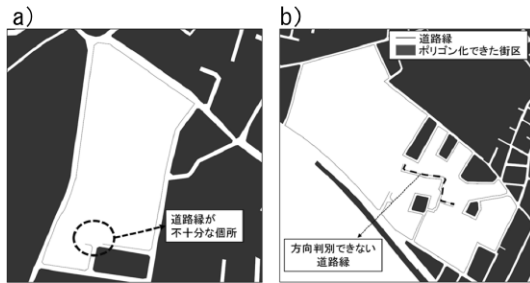 a)
道路縁が
不十分な個所
b)
道路縁
ポリゴン化できた街区
方向判別できない
道路縁